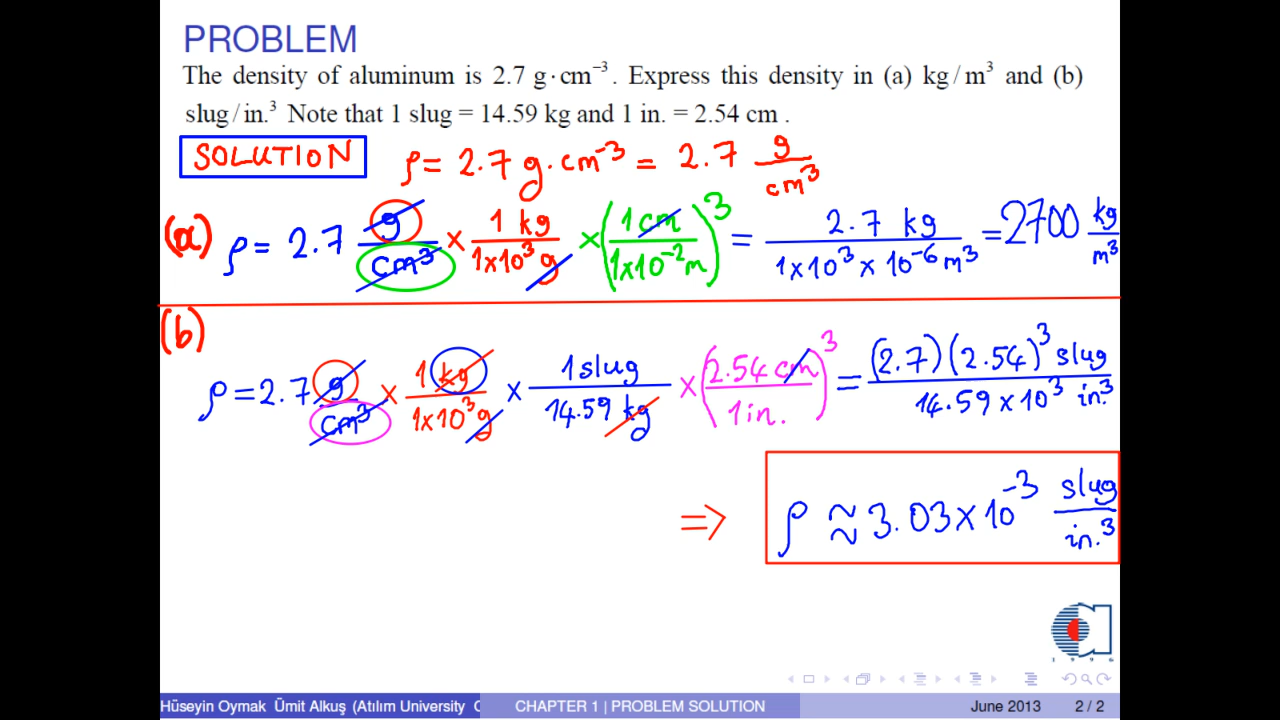 PROBLEM
The density of aluminum is 2.7 g·cm⁻³. Express this density in (a) kg/m³ and (b)
slug/in.³ Note that 1 slug = 14.59 kg and 1 in. = 2.54 cm .
SOLUTION ρ = 2.7 g·cm⁻³ = 2.7 g/cm³
(a) ρ = 2.7 g/cm³ × 1 kg/1×10³ g × (1cm/1×10⁻²m)³ = 2.7 kg/1×10³ × 10⁻⁶ m³ = 2700 kg/m³
(b)
ρ = 2.7 g/cm³ × 1 kg/1×10³ g × 1 slug/14.59 kg × (2.54 cm/1 in.)³ = (2.7)(2.54)³ slug/14.59 × 10³ in.³
⇒ ρ ≈ 3.03 × 10⁻³ slug/in.³
1 9 9 6
Hüseyin Oymak Ümit Alkuş (Atılım University C CHAPTER 1 | PROBLEM SOLUTION June 2013 2 / 2